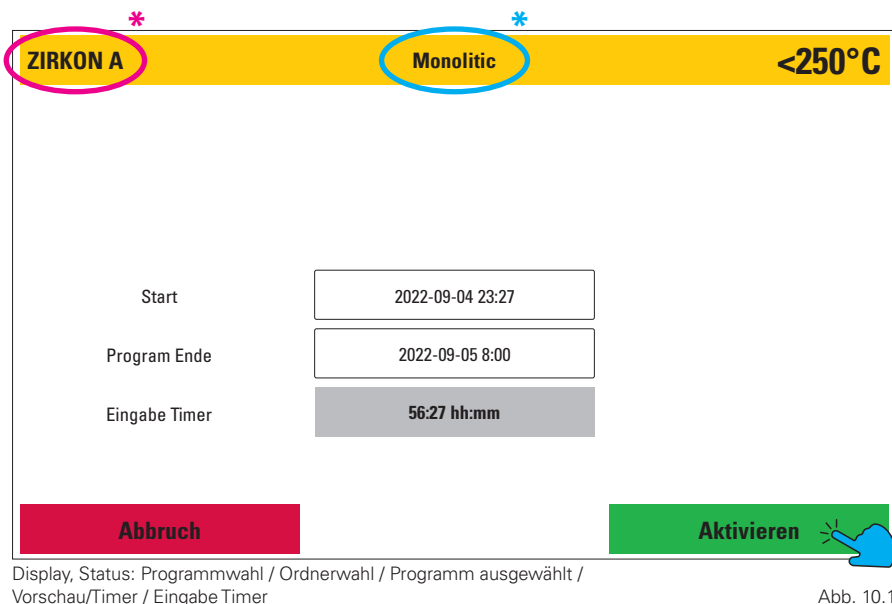 * *
ZIRKON A Monolitic <250°C
Start 2022-09-04 23:27
Program Ende 2022-09-05 8:00
Eingabe Timer 56:27 hh:mm
Abbruch Aktivieren
Display, Status: Programmwahl / Ordnerwahl / Programm ausgewählt /
Vorschau/Timer / Eingabe Timer Abb. 10.1